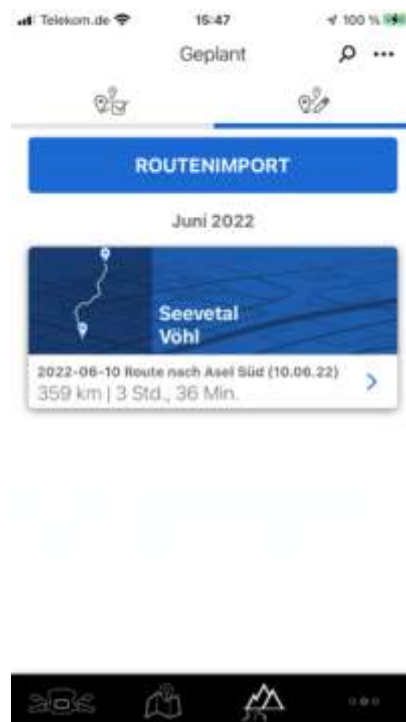 Telekom.de 15:47 100 %
Geplant
ROUTENIMPORT
Juni 2022
Seevetal
Vöhl
2022-06-10 Route nach Asel Süd (10.06.22)
359 km | 3 Std., 36 Min.